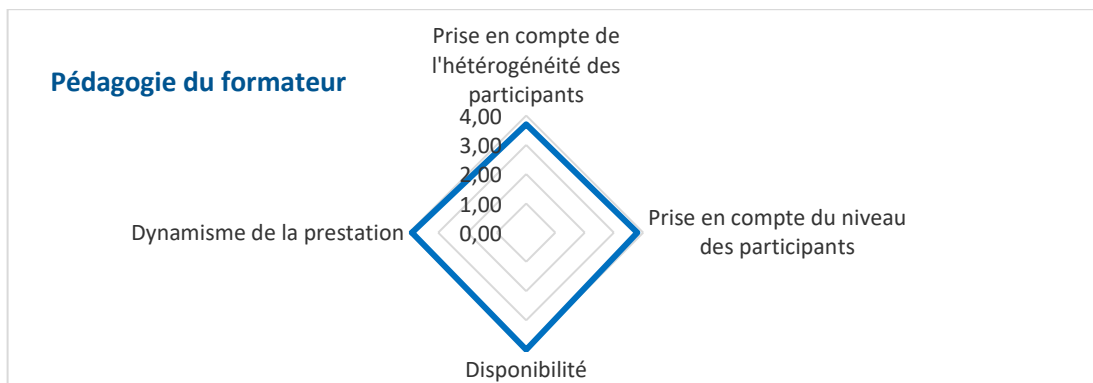 Pédagogie du formateur
Prise en compte de
l'hétérogénéité des
participants
4,00
3,00
2,00
1,00
0,00
Dynamisme de la prestation
Prise en compte du niveau
des participants
Disponibilité